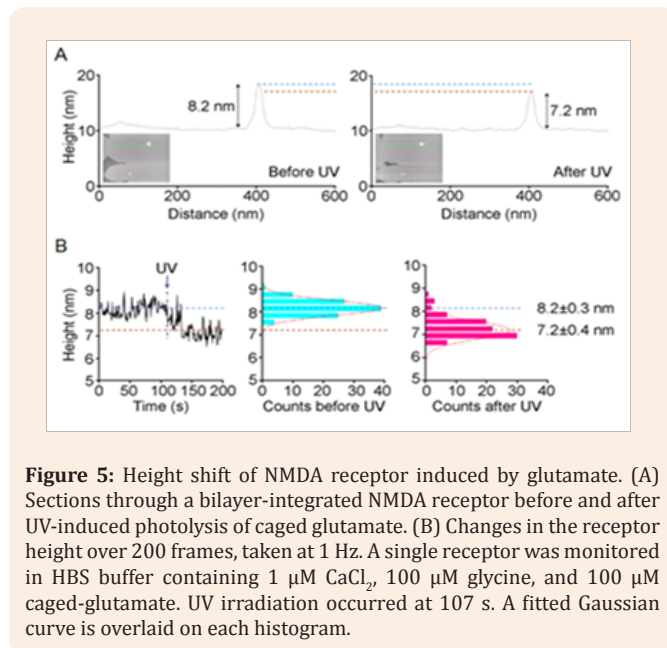 A
20
10
0
Height (nm)
8.2 nm
Before UV
0 200 400 600
Distance (nm)
20
10
0
7.2 nm
After UV
0 200 400 600
Distance (nm)
B
UV
10
9
8
7
6
5
Height (nm)
0 50 100 150 200
Time (s)
10
9
8
7
6
5
0 10 20 30 40
Counts before UV
10
9
8
7
6
5
8.2±0.3 nm
7.2±0.4 nm
0 10 20 30 40
Counts after UV
Figure 5: Height shift of NMDA receptor induced by glutamate. (A)
Sections through a bilayer-integrated NMDA receptor before and after
UV-induced photolysis of caged glutamate. (B) Changes in the receptor
height over 200 frames, taken at 1 Hz. A single receptor was monitored
in HBS buffer containing 1 μM CaCl₂, 100 μM glycine, and 100 μM
caged-glutamate. UV irradiation occurred at 107 s. A fitted Gaussian
curve is overlaid on each histogram.